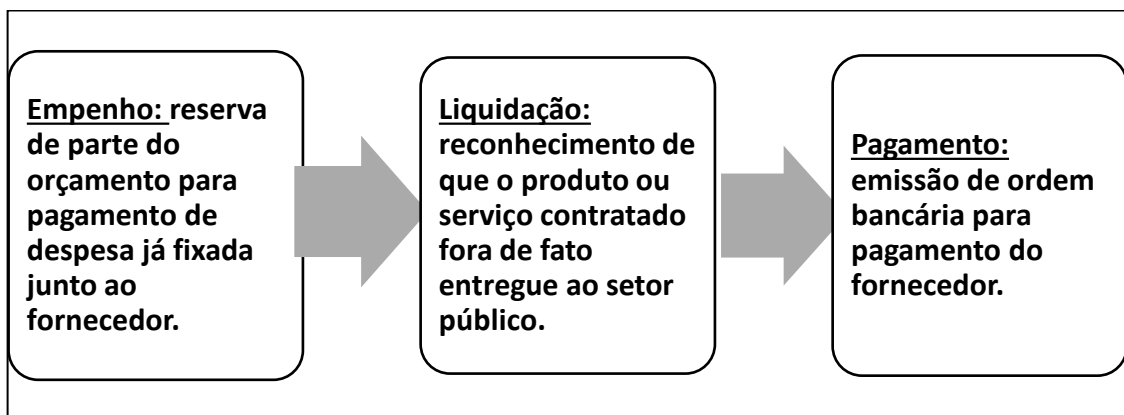 Empenho: reserva
de parte do
orçamento para
pagamento de
despesa já fixada
junto ao
fornecedor.
Liquidação:
reconhecimento de
que o produto ou
serviço contratado
fora de fato
entregue ao setor
público.
Pagamento:
emissão de ordem
bancária para
pagamento do
fornecedor.